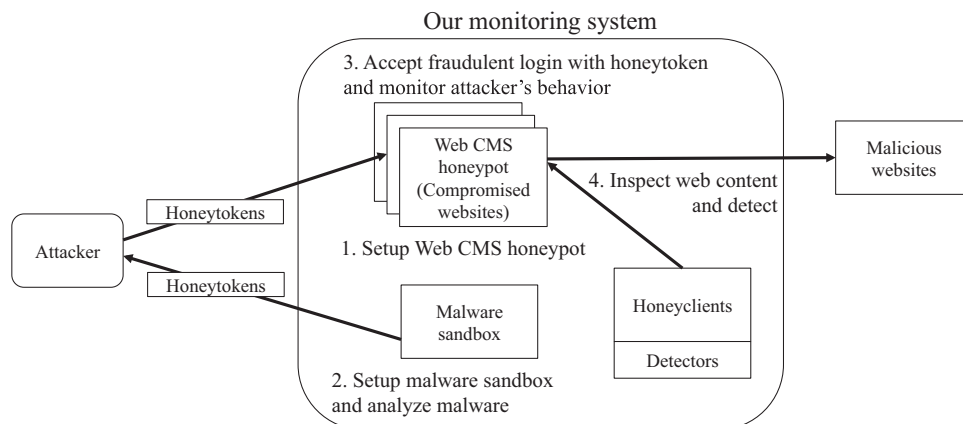 Our monitoring system
3. Accept fraudulent login with honeytoken
and monitor attacker’s behavior
Web CMS
honeypot
(Compromised
websites)
Malicious
websites
4. Inspect web content
and detect
Honeytokens
Attacker
1. Setup Web CMS honeypot
Honeytokens
Malware
sandbox
Honeyclients
Detectors
2. Setup malware sandbox
and analyze malware